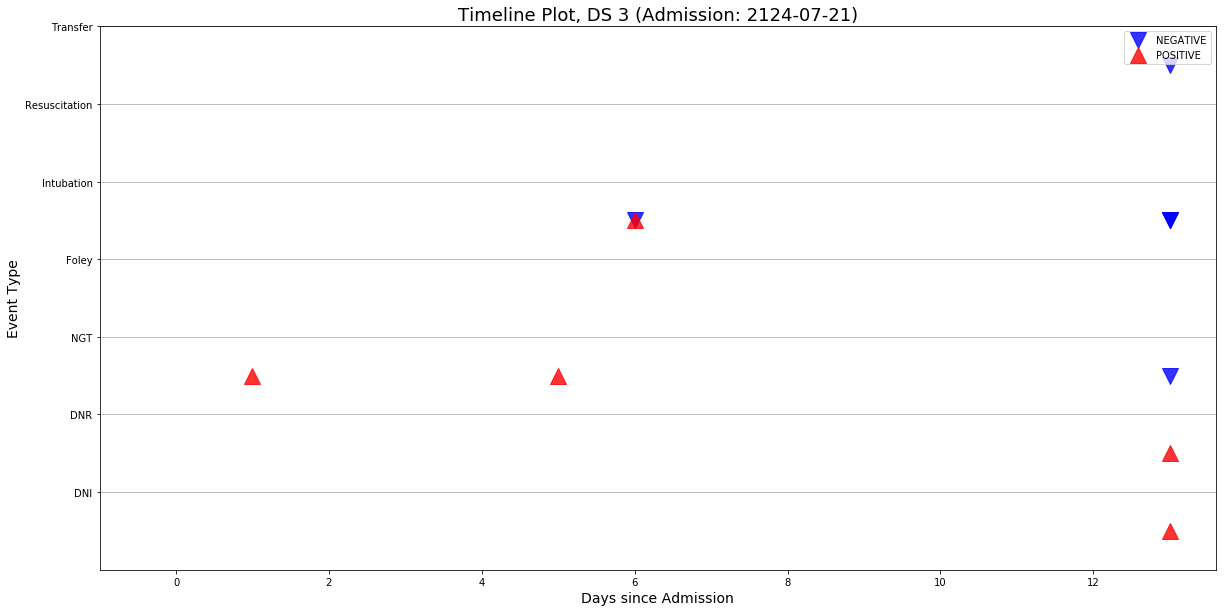 Timeline Plot, DS 3 (Admission: 2124-07-21)
Transfer
NEGATIVE
POSITIVE
Resuscitation
Intubation
Foley
Event Type
NGT
DNR
DNI
0 2 4 6 8 10 12
Days since Admission